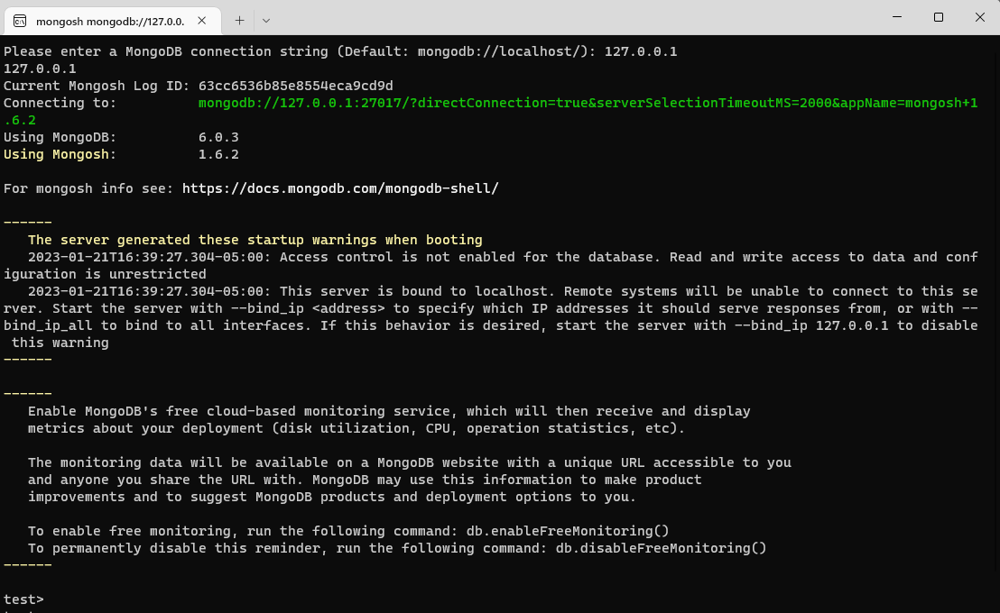 mongosh mongodb://127.0.0.
Please enter a MongoDB connection string (Default: mongodb://localhost/): 127.0.0.1
127.0.0.1
Current Mongosh Log ID: 63cc6536b85e8554eca9cd9d
Connecting to:          mongodb://127.0.0.1:27017/?directConnection=true&serverSelectionTimeoutMS=2000&appName=mongosh+1
.6.2
Using MongoDB:          6.0.3
Using Mongosh:          1.6.2
For mongosh info see: https://docs.mongodb.com/mongodb-shell/
------
   The server generated these startup warnings when booting
   2023-01-21T16:39:27.304-05:00: Access control is not enabled for the database. Read and write access to data and conf
iguration is unrestricted
   2023-01-21T16:39:27.304-05:00: This server is bound to localhost. Remote systems will be unable to connect to this se
rver. Start the server with --bind_ip <address> to specify which IP addresses it should serve responses from, or with --
bind_ip_all to bind to all interfaces. If this behavior is desired, start the server with --bind_ip 127.0.0.1 to disable
 this warning
------
------
   Enable MongoDB's free cloud-based monitoring service, which will then receive and display
   metrics about your deployment (disk utilization, CPU, operation statistics, etc).
   The monitoring data will be available on a MongoDB website with a unique URL accessible to you
   and anyone you share the URL with. MongoDB may use this information to make product
   improvements and to suggest MongoDB products and deployment options to you.
   To enable free monitoring, run the following command: db.enableFreeMonitoring()
   To permanently disable this reminder, run the following command: db.disableFreeMonitoring()
------
test>